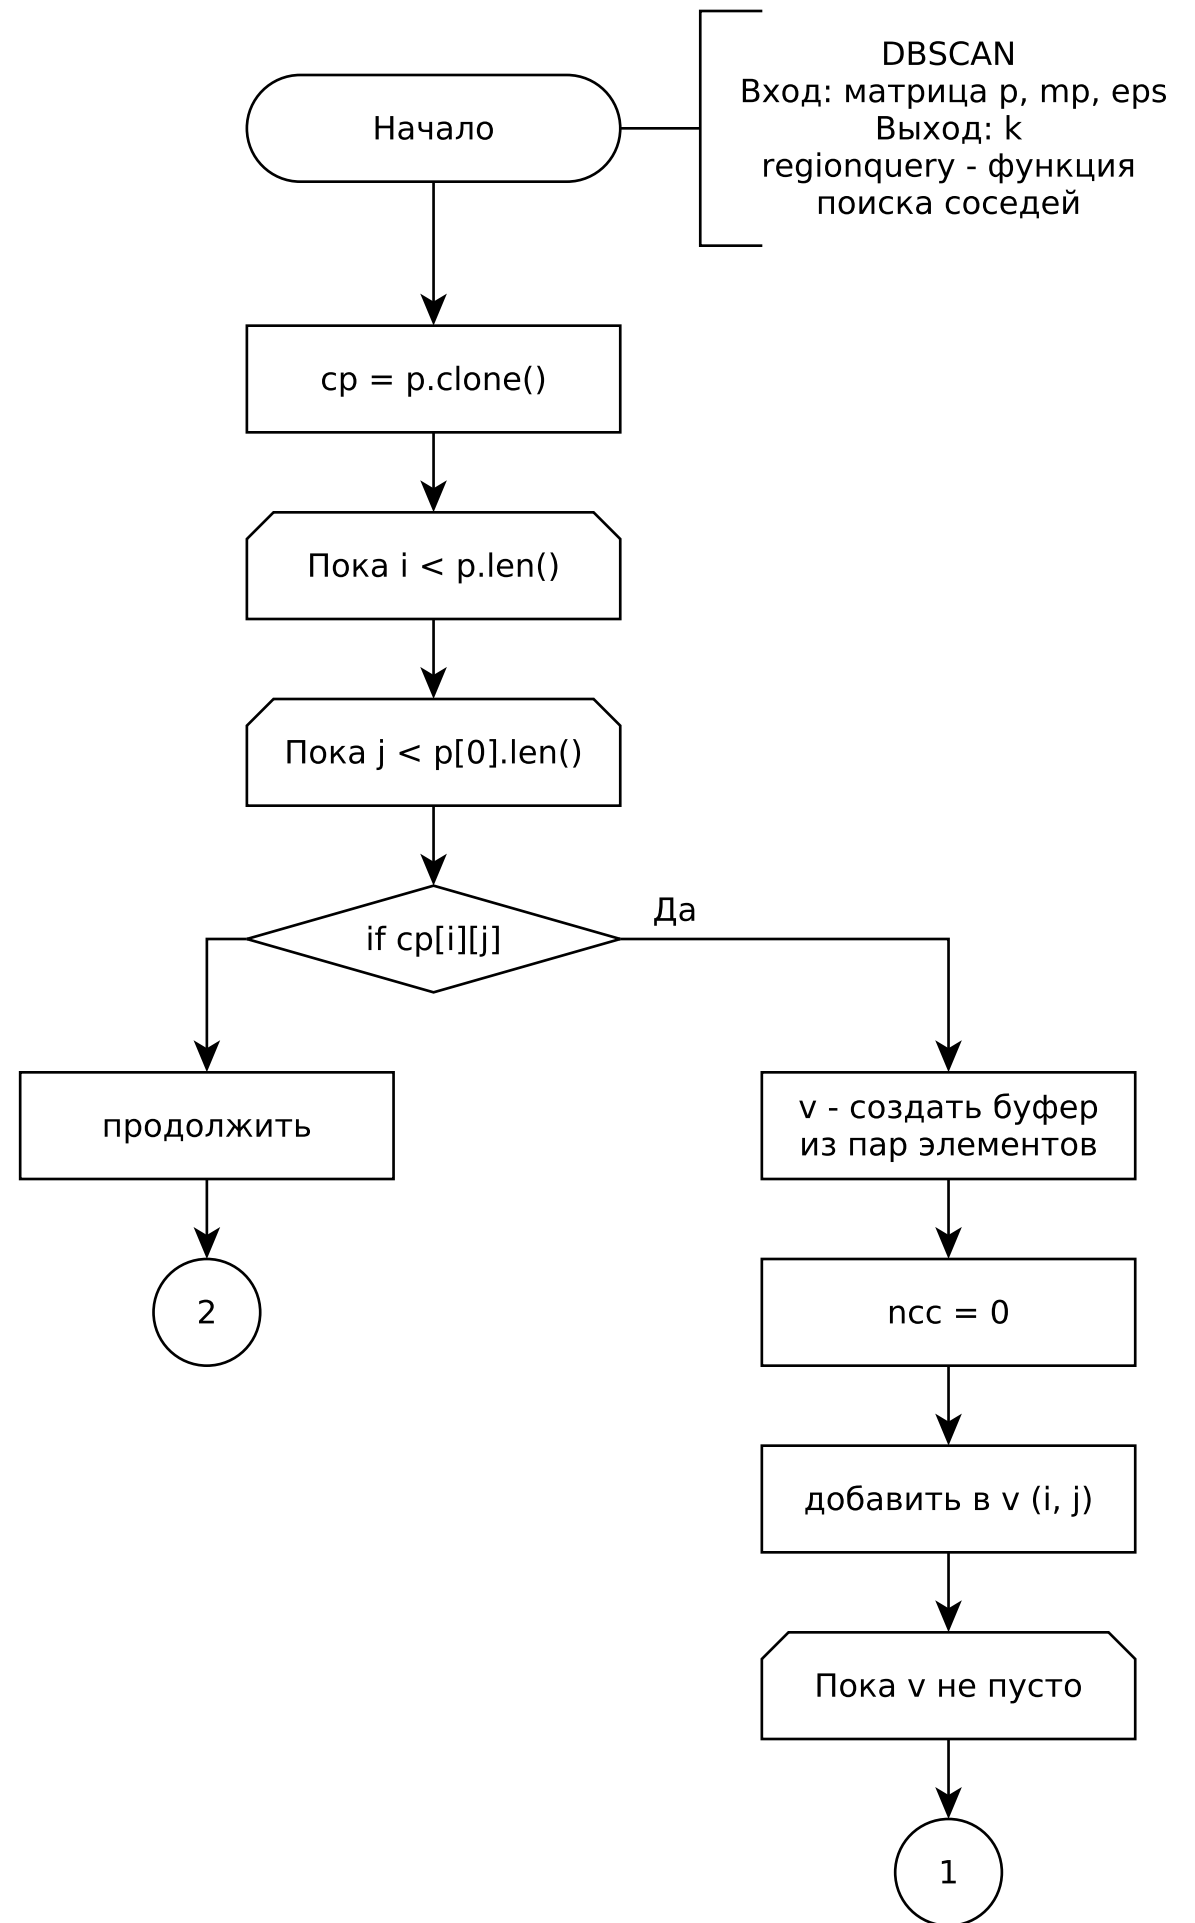 Начало
DBSCAN
Вход: матрица p, mp, eps
Выход: k
regionquery - функция
поиска соседей
cp = p.clone()
Пока i < p.len()
Пока j < p[0].len()
if cp[i][j]
Да
продолжить
v - создать буфер
из пар элементов
2
ncc = 0
добавить в v (i, j)
Пока v не пусто
1